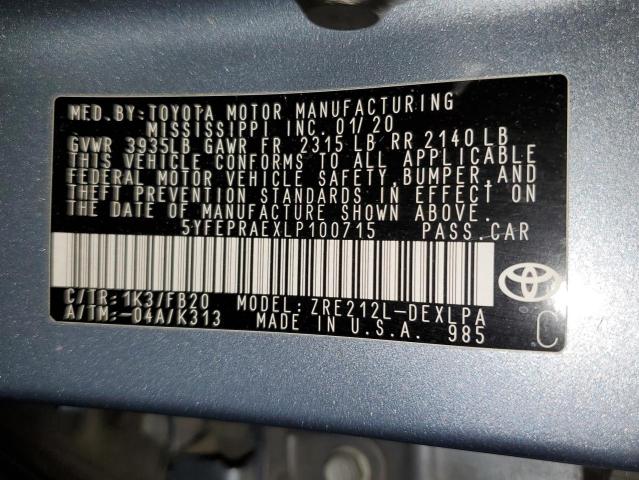 MFD.BY:TOYOTA MOTOR MANUFACTURING
MISSISSIPPI INC. 01/20
GVWR 3935LB GAWR FR 2315 LB RR 2140 LB
THIS VEHICLE CONFORMS TO ALL APPLICABLE
FEDERAL MOTOR VEHICLE SAFETY, BUMPER, AND
THEFT PREVENTION STANDARDS IN EFFECT ON
THE DATE OF MANUFACTURE SHOWN ABOVE.
5YFEPRAEXLP100715 PASS.CAR
C/TR: 1K3/FB20 MODEL: ZRE212L-DEXLPA
A/TM:-04A/K313 MADE IN U.S.A. 985
TOYOTA
C